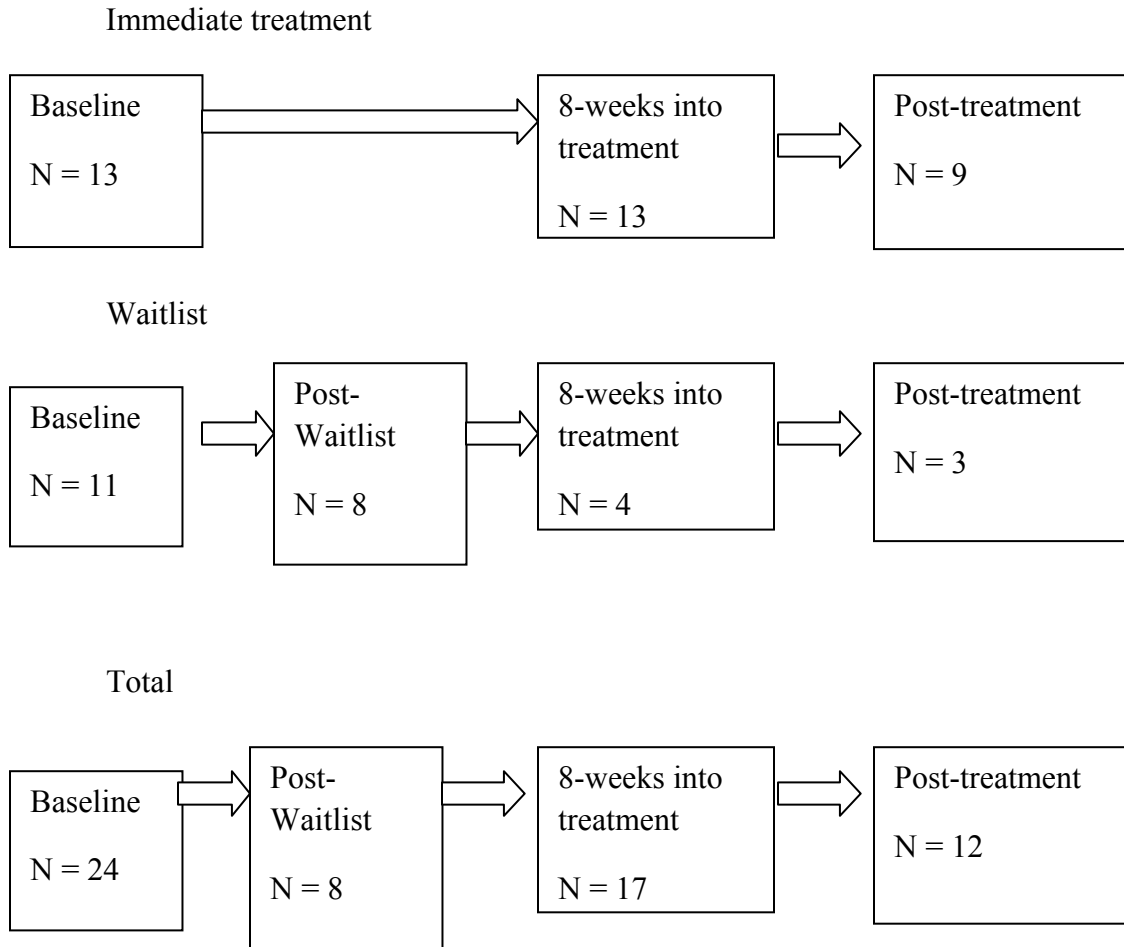 Immediate treatment
Baseline
N = 13
8-weeks into
treatment
N = 13
Post-treatment
N = 9
Waitlist
Baseline
N = 11
Post-
Waitlist
N = 8
8-weeks into
treatment
N = 4
Post-treatment
N = 3
Total
Baseline
N = 24
Post-
Waitlist
N = 8
8-weeks into
treatment
N = 17
Post-treatment
N = 12